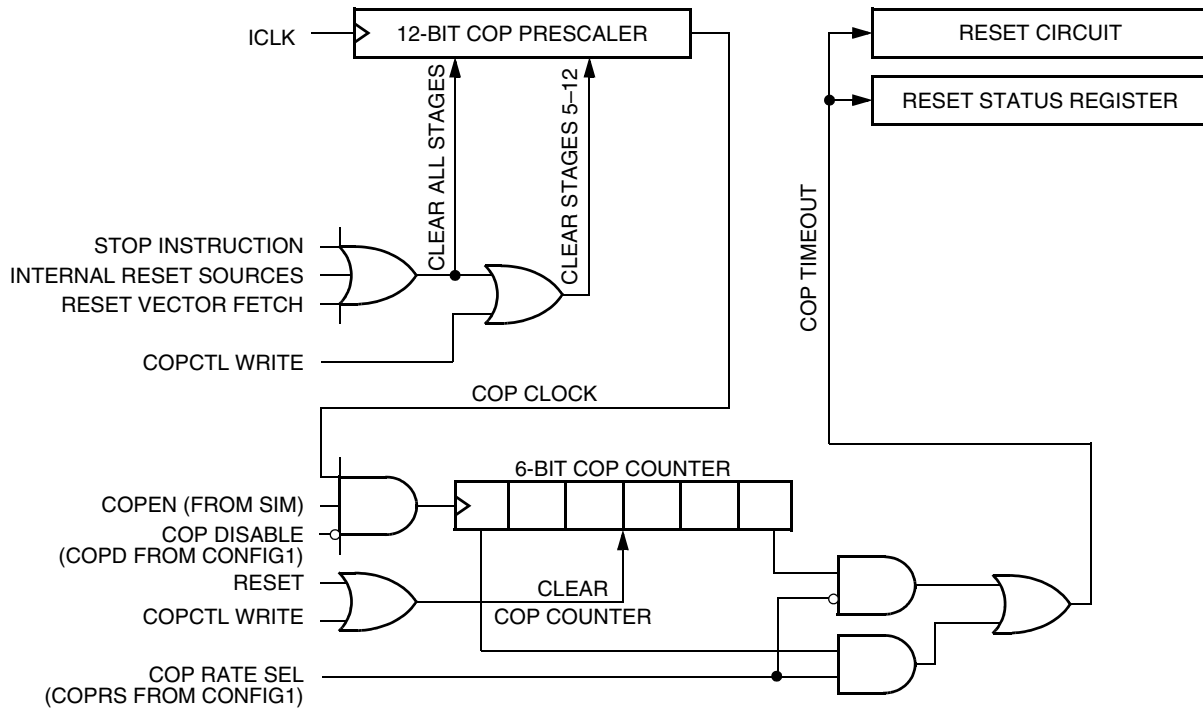 ICLK
12-BIT COP PRESCALER
RESET CIRCUIT
RESET STATUS REGISTER
CLEAR ALL STAGES
CLEAR STAGES 5–12
STOP INSTRUCTION
INTERNAL RESET SOURCES
RESET VECTOR FETCH
COPCTL WRITE
COP TIMEOUT
COP CLOCK
6-BIT COP COUNTER
COPEN (FROM SIM)
COP DISABLE
(COPD FROM CONFIG1)
RESET
COPCTL WRITE
CLEAR
COP COUNTER
COP RATE SEL
(COPRS FROM CONFIG1)